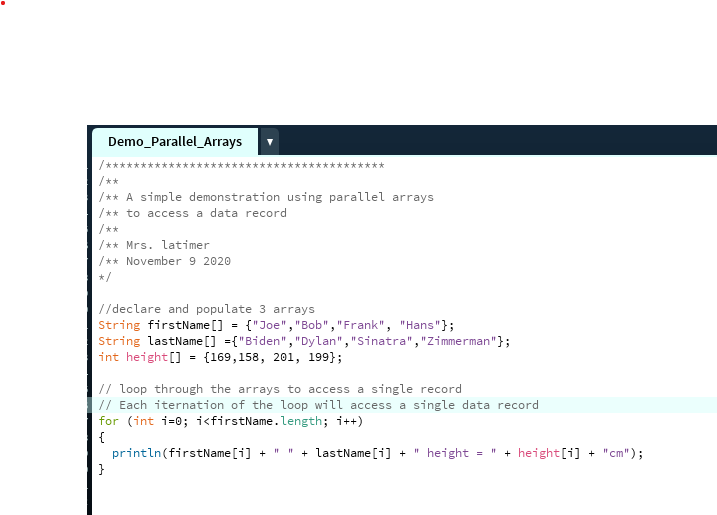 Demo_Parallel_Arrays ▼
/****************************************
/**
/** A simple demonstration using parallel arrays
/** to access a data record
/**
/** Mrs. latimer
/** November 9 2020
*/
//declare and populate 3 arrays
String firstName[] = {"Joe","Bob","Frank", "Hans"};
String lastName[] ={"Biden","Dylan","Sinatra","Zimmerman"};
int height[] = {169,158, 201, 199};
// loop through the arrays to access a single record
// Each iternation of the loop will access a single data record
for (int i=0; i<firstName.length; i++)
{
println(firstName[i] + " " + lastName[i] + " height = " + height[i] + "cm");
}